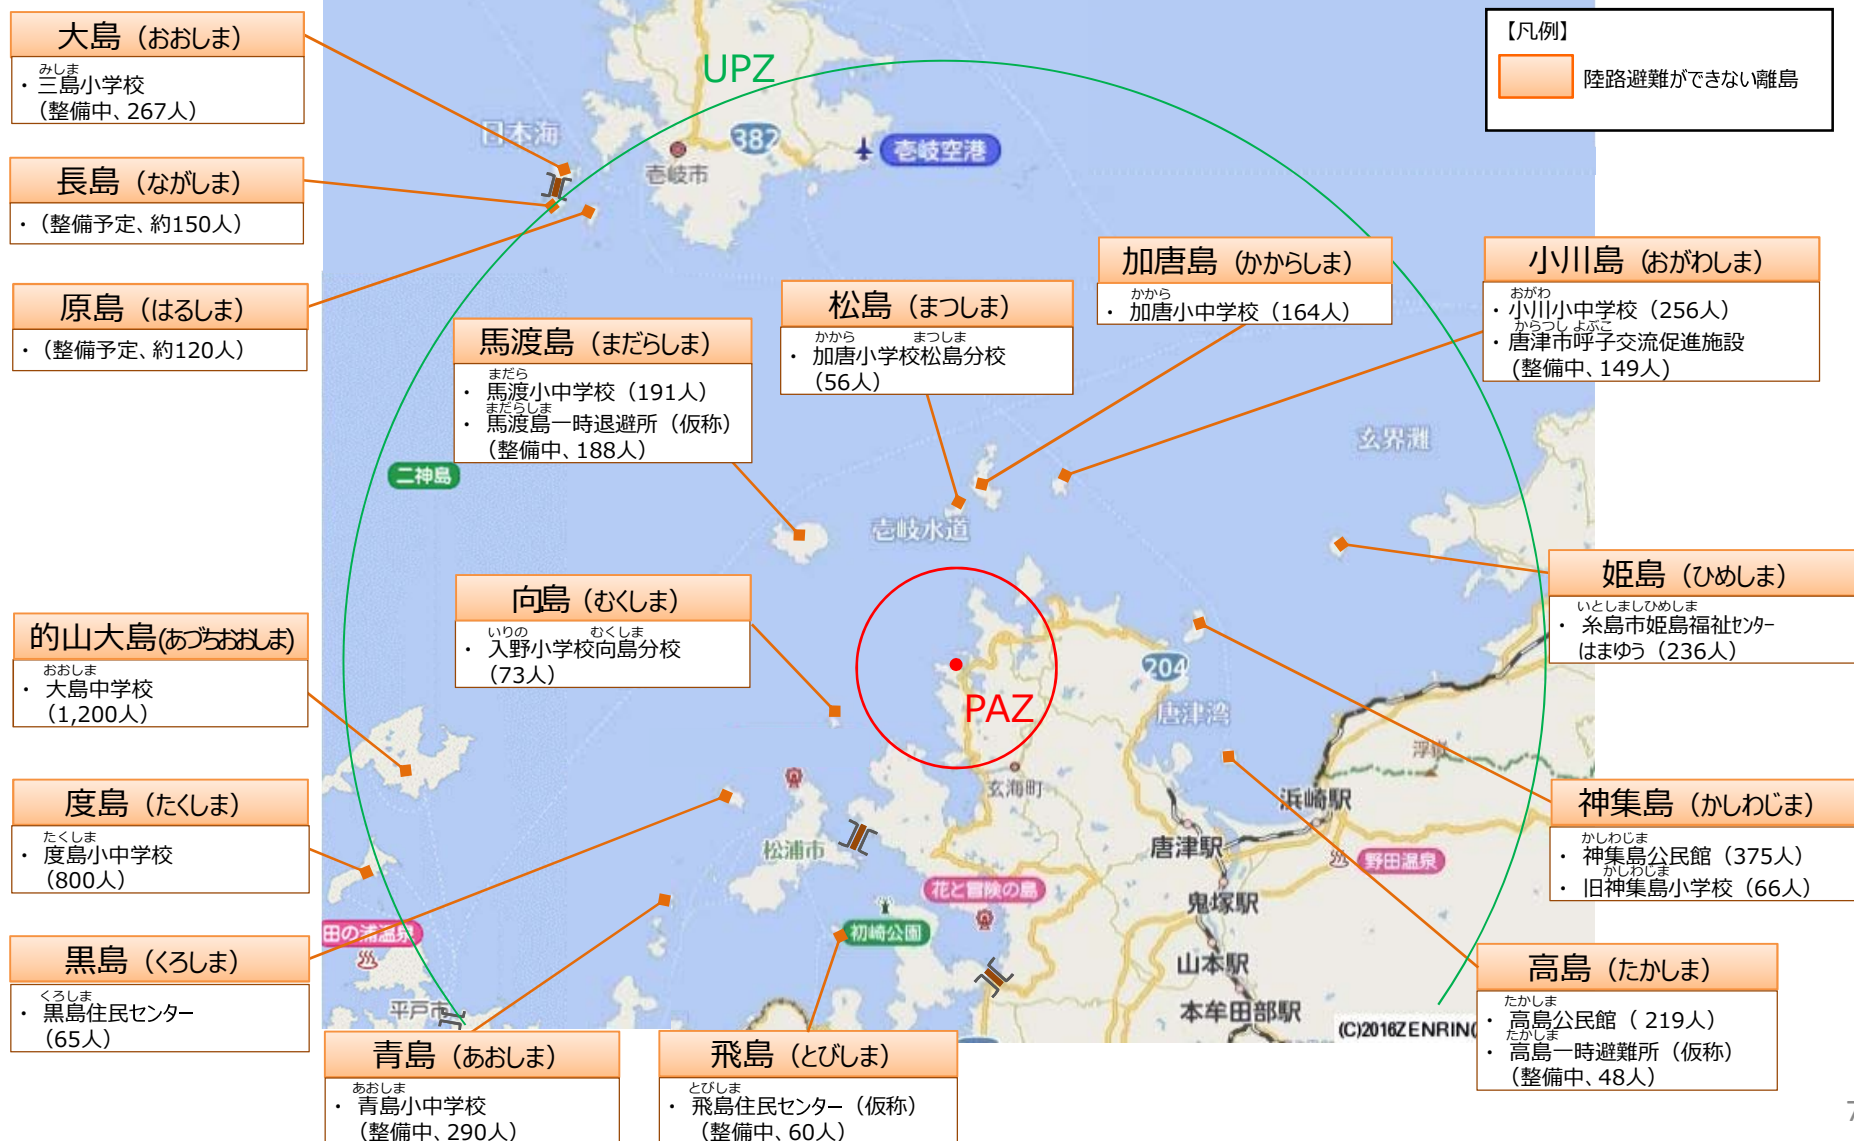 大島（おおしま）
みしま
・三島小学校
（整備中、267人）
長島（ながしま）
・（整備予定、約150人）
原島（はるしま）
・（整備予定、約120人）
馬渡島（まだらしま）
まだら
・ 馬渡小中学校（191人）
まだらしま
・ 馬渡島一時退避所（仮称）
（整備中、188人）
松島（まつしま）
かから まつしま
・ 加唐小学校松島分校
（56人）
加唐島（かからしま）
かから
・ 加唐小中学校（164人）
小川島（おがわしま）
おがわ
・小川小中学校（256人）
からつし よぶこ
・唐津市呼子交流促進施設
（整備中、149人）
【凡例】
陸路避難ができない離島
向島（むくしま）
いりの むくしま
・ 入野小学校向島分校
（73人）
姫島（ひめしま）
いとしましひめしま
・ 糸島市姫島福祉センター
はまゆう（236人）
的山大島(あづちおおしま)
おおしま
・ 大島中学校
（1,200人）
度島（たくしま）
たくしま
・ 度島小中学校
（800人）
神集島（かしわじま）
かしわじま
・ 神集島公民館（375人）
かしわじま
・ 旧神集島小学校（66人）
黒島（くろしま）
くろしま
・ 黒島住民センター
（65人）
高島（たかしま）
たかしま
・ 高島公民館（ 219人）
たかしま
・ 高島一時避難所（仮称）
（整備中、48人）
青島（あおしま）
あおしま
・ 青島小中学校
（整備中、290人）
飛島（とびしま）
とびしま
・ 飛島住民センター（仮称）
（整備中、60人）
UPZ
PAZ
日本海
382
壱岐空港
壱岐市
二神島
壱岐水道
玄界灘
204
唐津湾
浮嶽
玄海町
浜崎駅
唐津駅
野田温泉
松浦市
花と冒険の島
鬼塚駅
初崎公園
田の浦温泉
山本駅
平戸市
本牟田部駅
(C)2016ZENRIN(
7